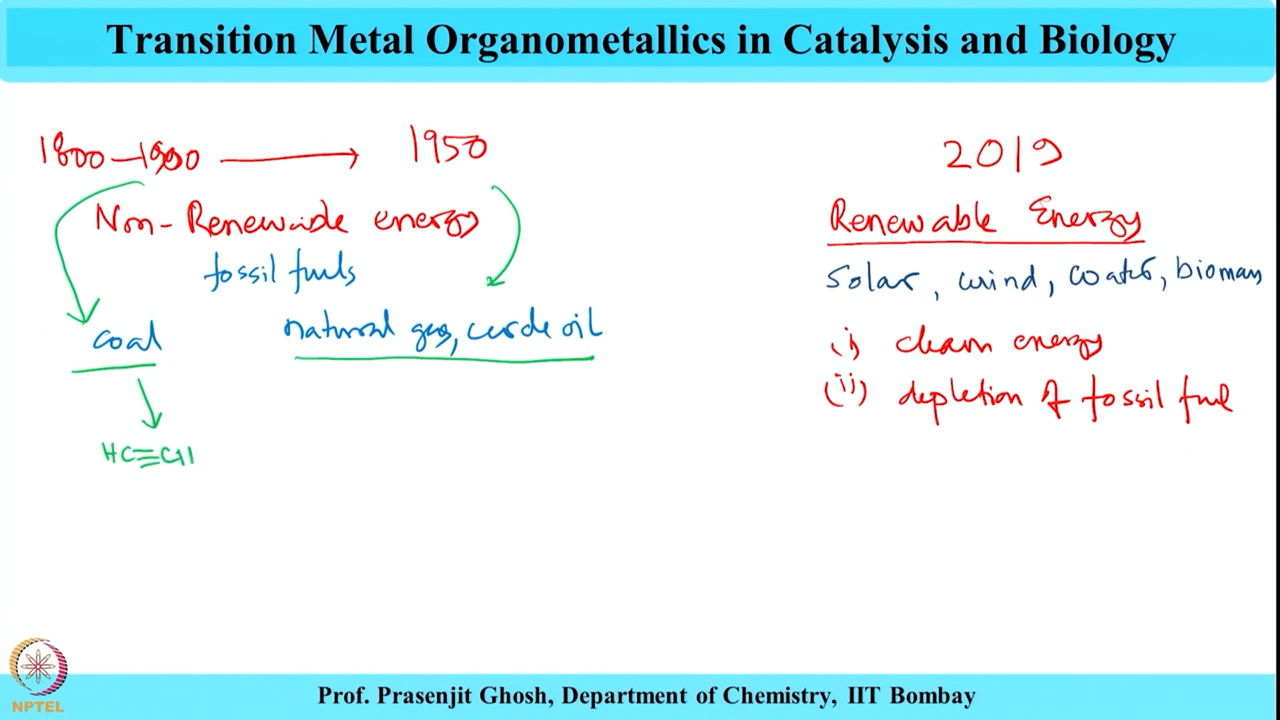 Transition Metal Organometallics in Catalysis and Biology
1800-1900 → 1950
Non-Renewable energy
fossil fuels
coal
natural gas, curde oil
HC≡CH
2019
Renewable Energy
Solar, wind, water, biomass
(i) clean energy
(ii) depletion of fossil fuel
NPTEL
Prof. Prasenjit Ghosh, Department of Chemistry, IIT Bombay